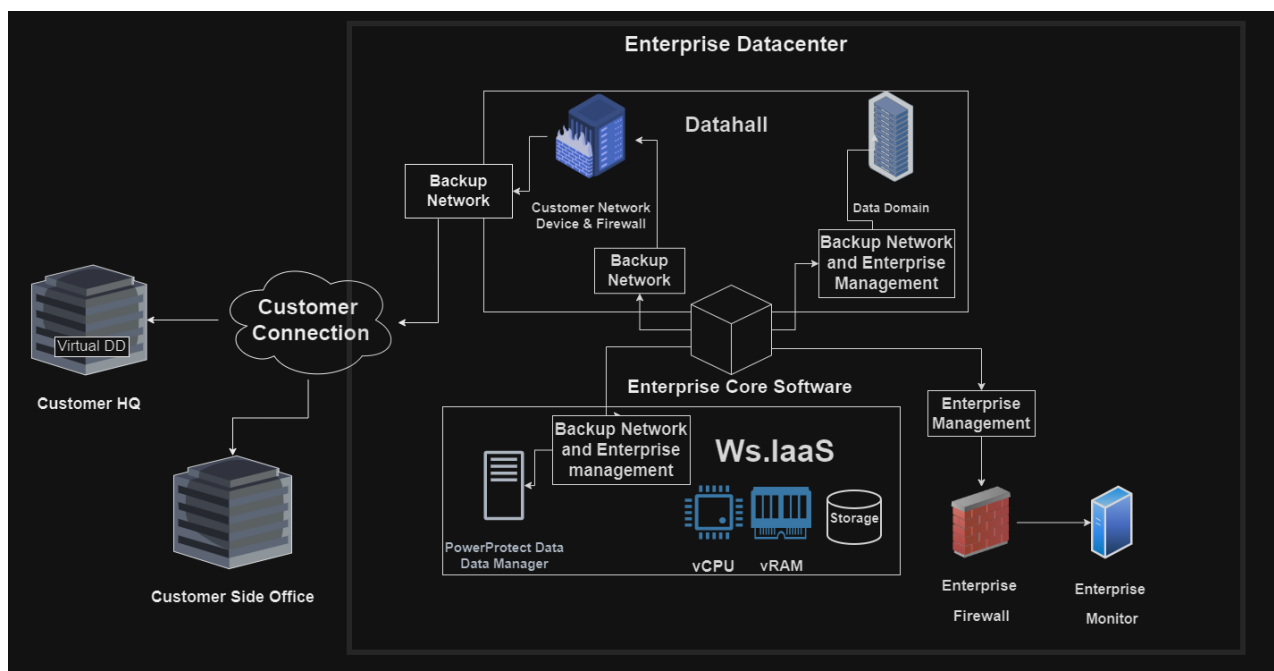 Enterprise Datacenter
Datahall
Backup
Network
Customer Network
Device & Firewall
Data Domain
Backup
Network
Backup Network
and Enterprise
Management
Customer
Connection
Virtual DD
Customer HQ
Enterprise Core Software
Enterprise
Management
Backup Network
and Enterprise
management
Ws.IaaS
Storage
PowerProtect Data
Data Manager
vCPU
vRAM
Customer Side Office
Enterprise
Firewall
Enterprise
Monitor